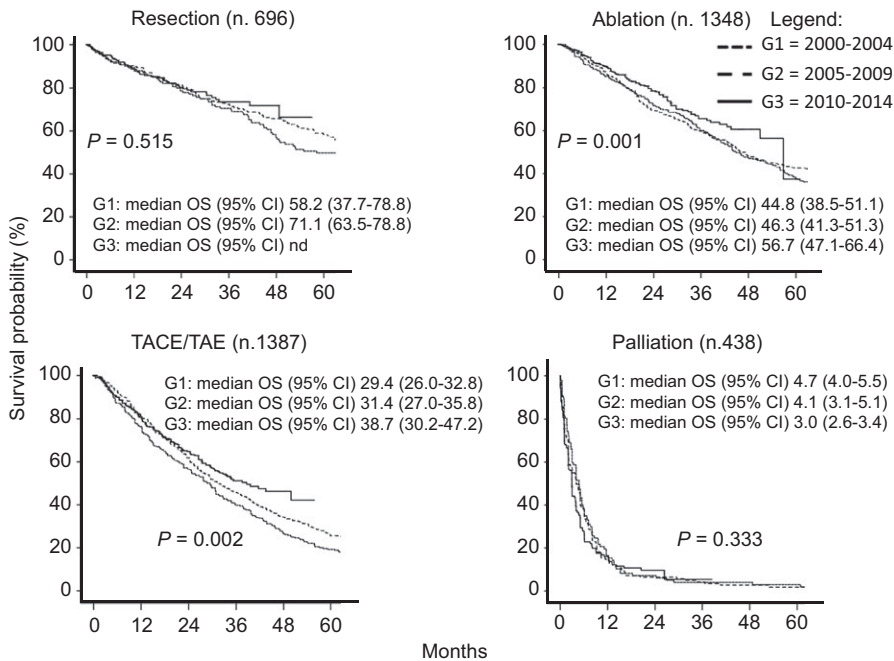 Resection (n. 696)
100
80
60
40
20
0
P = 0.515
G1: median OS (95% CI) 58.2 (37.7-78.8)
G2: median OS (95% CI) 71.1 (63.5-78.8)
G3: median OS (95% CI) nd
0 12 24 36 48 60
Ablation (n. 1348)
Legend:
G1 = 2000-2004
G2 = 2005-2009
G3 = 2010-2014
100
80
60
40
20
0
P = 0.001
G1: median OS (95% CI) 44.8 (38.5-51.1)
G2: median OS (95% CI) 46.3 (41.3-51.3)
G3: median OS (95% CI) 56.7 (47.1-66.4)
0 12 24 36 48 60
Survival probability (%)
TACE/TAE (n.1387)
100
80
60
40
20
0
G1: median OS (95% CI) 29.4 (26.0-32.8)
G2: median OS (95% CI) 31.4 (27.0-35.8)
G3: median OS (95% CI) 38.7 (30.2-47.2)
P = 0.002
0 12 24 36 48 60
Palliation (n.438)
100
80
60
40
20
0
G1: median OS (95% CI) 4.7 (4.0-5.5)
G2: median OS (95% CI) 4.1 (3.1-5.1)
G3: median OS (95% CI) 3.0 (2.6-3.4)
P = 0.333
0 12 24 36 48 60
Months